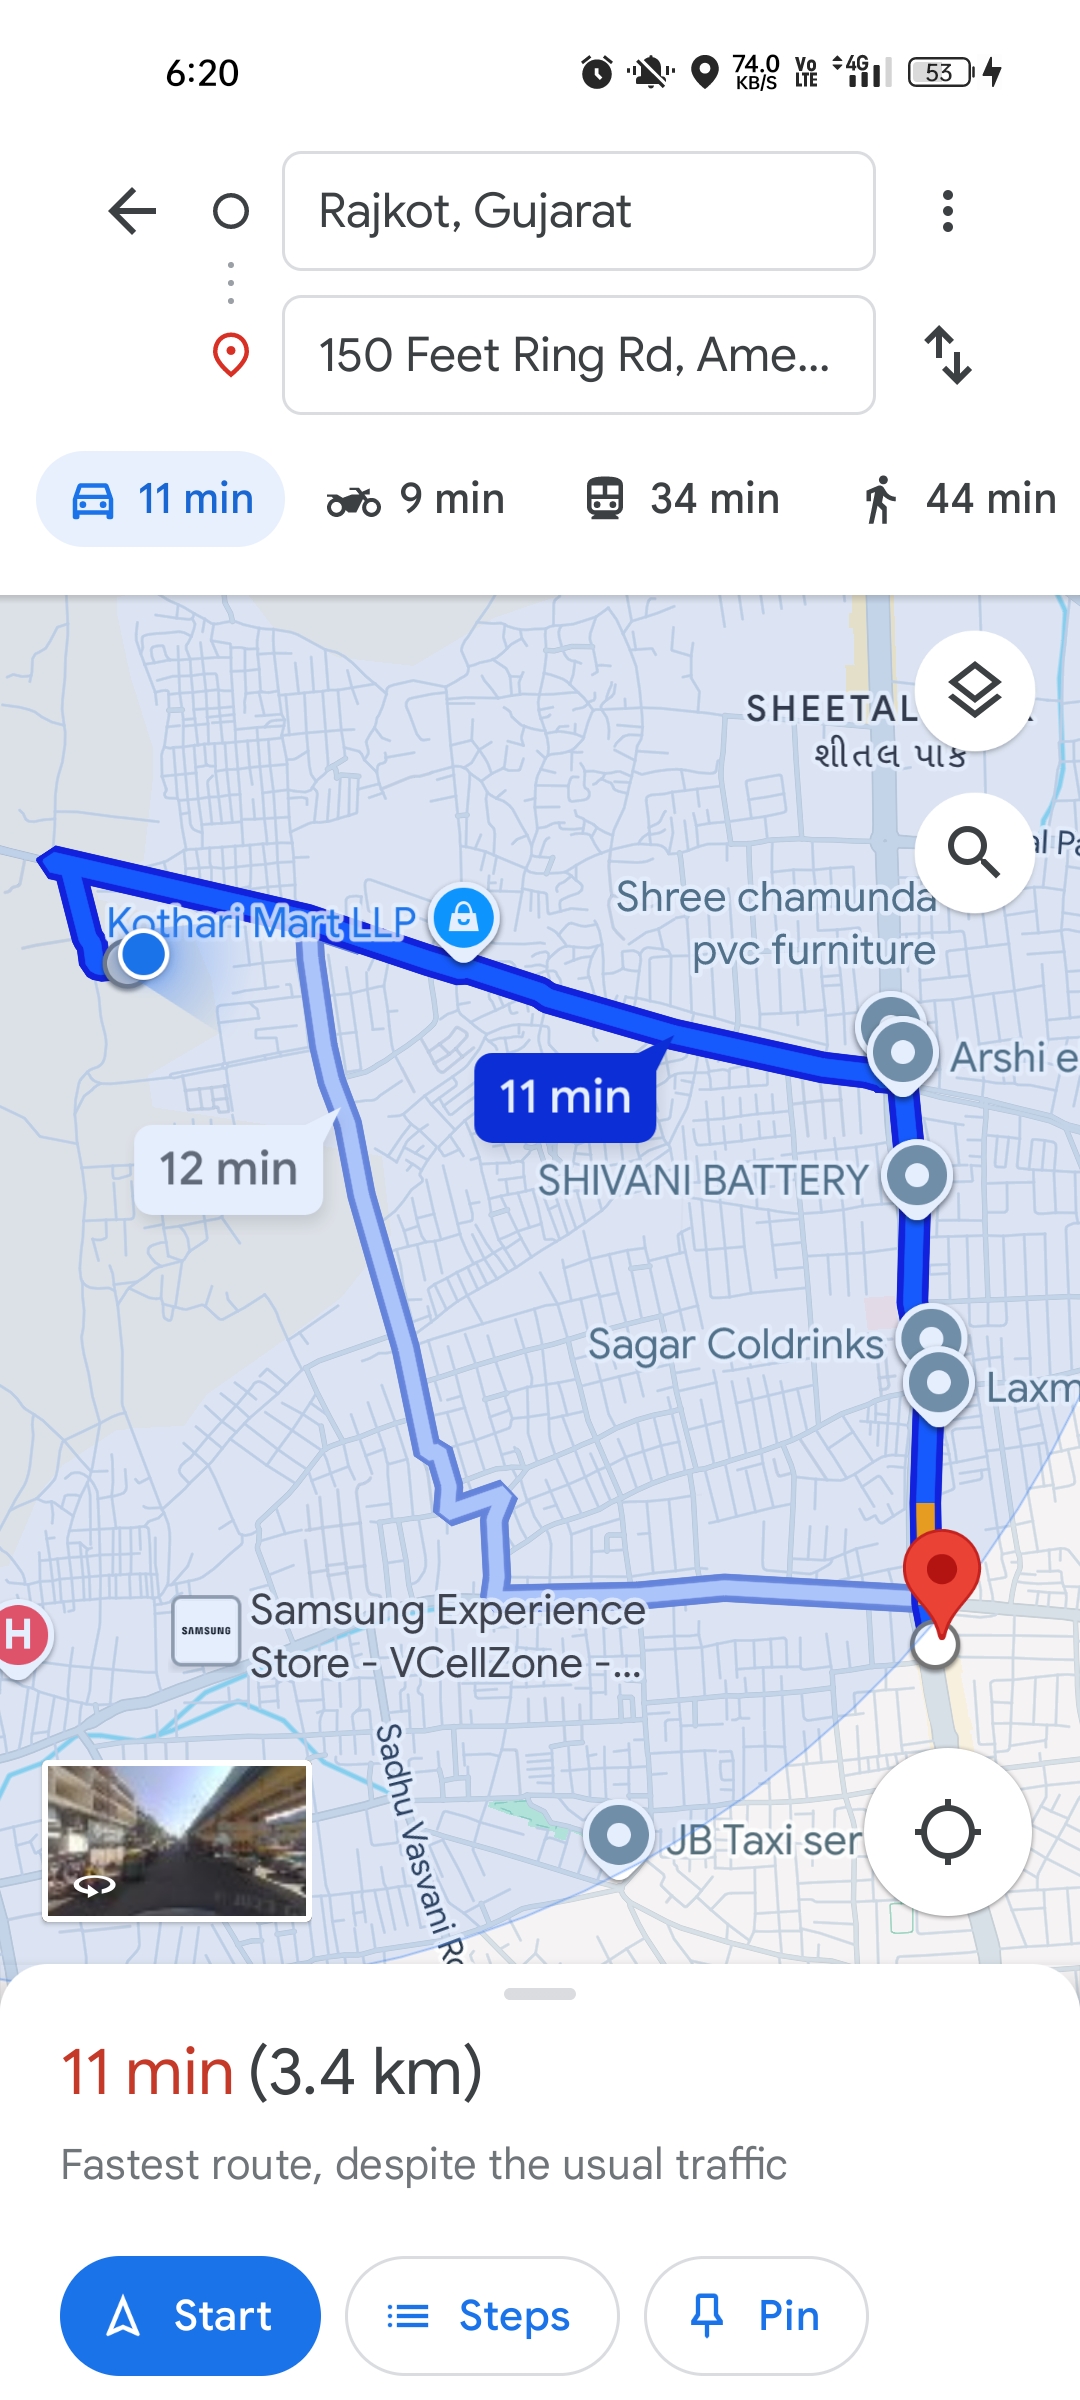 6:20
74.0
KB/S
Vo
LTE
4G
53
Rajkot, Gujarat
150 Feet Ring Rd, Ame...
11 min
9 min
34 min
44 min
SHEETAL
શીતલ પાર્ક
Shree chamunda
pvc furniture
Kothari Mart LLP
Arshi e
11 min
12 min
SHIVANI BATTERY
Sagar Coldrinks
Laxm
H
SAMSUNG
Samsung Experience
Store - VCellZone -...
Sadhu Vasvani Ro
JB Taxi ser
11 min (3.4 km)
Fastest route, despite the usual traffic
Start
Steps
Pin